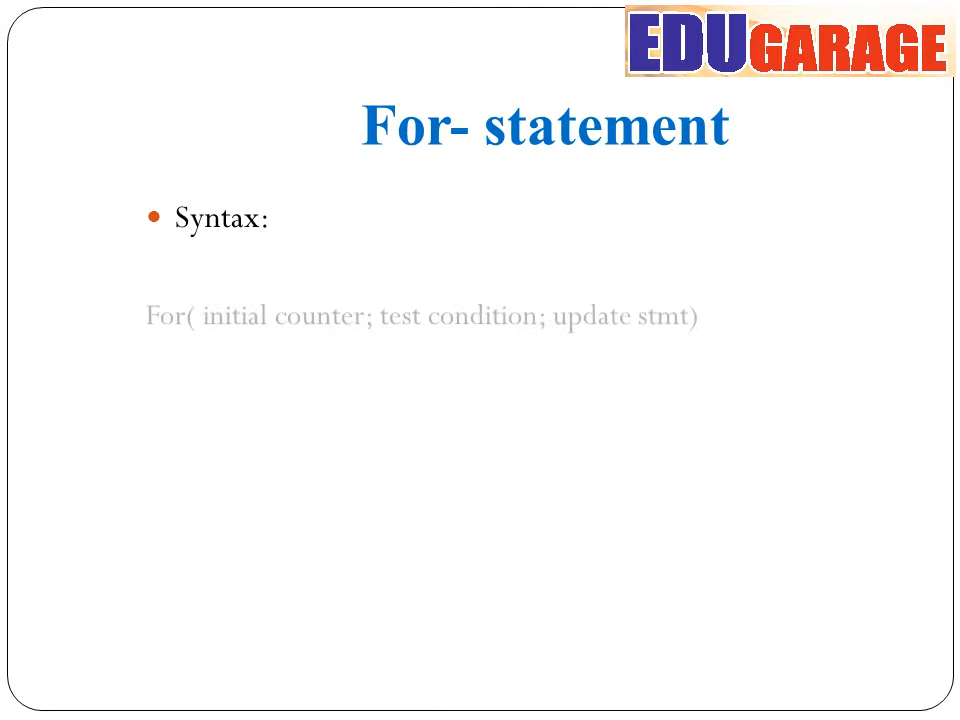 EDUGARAGE
For- statement
Syntax:
For( initial counter; test condition; update stmt)